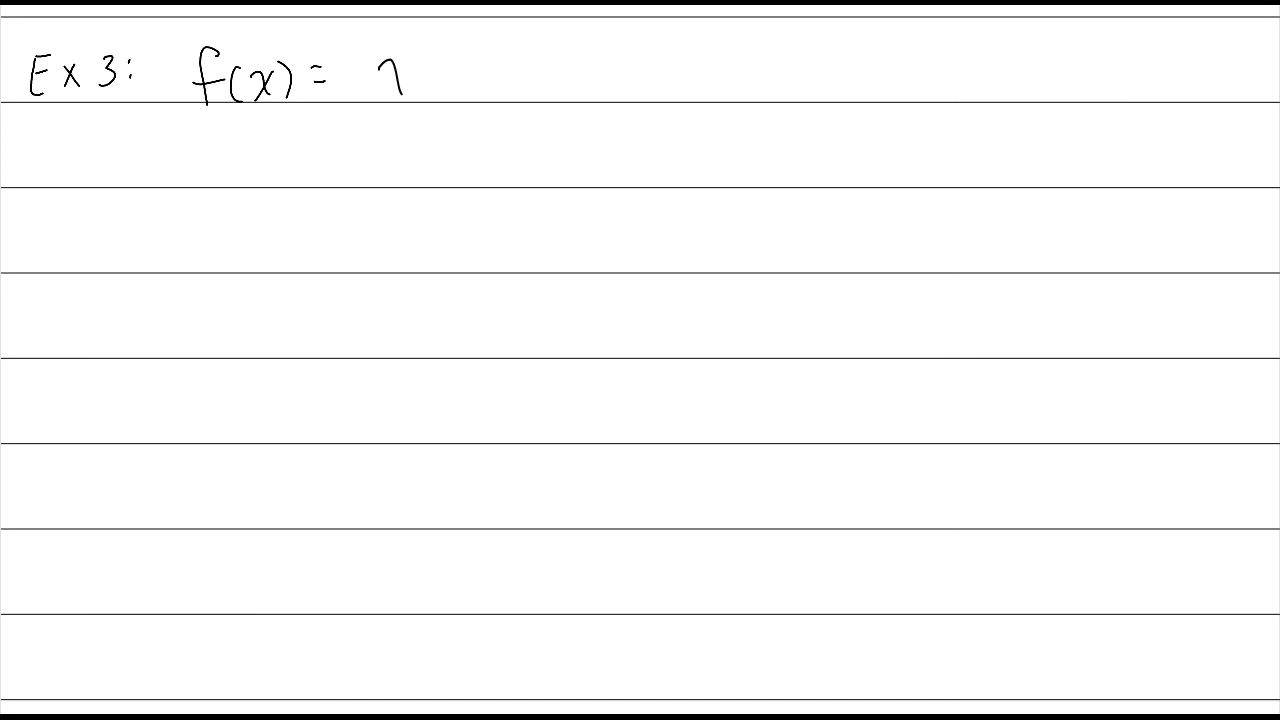 Ex 3: f(x) =